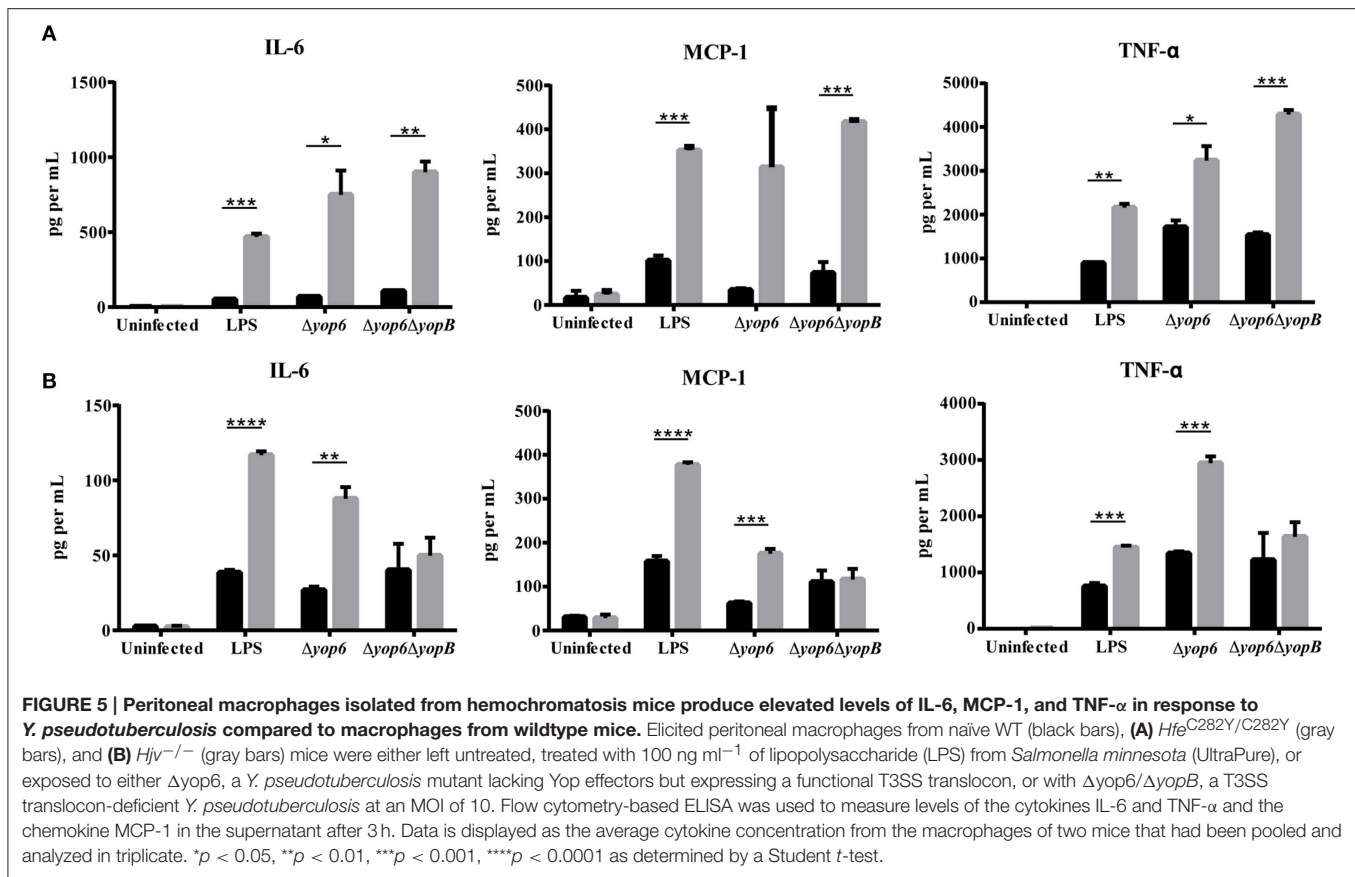 A
IL-6
MCP-1
TNF-α
pg per mL
1500
1000
500
0
***
*
**
Uninfected LPS Δyop6 Δyop6ΔyopB
pg per mL
500
400
300
200
100
0
***
***
Uninfected LPS Δyop6 Δyop6ΔyopB
pg per mL
5000
4000
3000
2000
1000
0
**
*
***
Uninfected LPS Δyop6 Δyop6ΔyopB
B
IL-6
MCP-1
TNF-α
pg per mL
150
100
50
0
****
**
Uninfected LPS Δyop6 Δyop6ΔyopB
pg per mL
500
400
300
200
100
0
****
***
Uninfected LPS Δyop6 Δyop6ΔyopB
pg per mL
4000
3000
2000
1000
0
***
***
Uninfected LPS Δyop6 Δyop6ΔyopB
FIGURE 5 | Peritoneal macrophages isolated from hemochromatosis mice produce elevated levels of IL-6, MCP-1, and TNF-α in response to
Y. pseudotuberculosis compared to macrophages from wildtype mice. Elicited peritoneal macrophages from naïve WT (black bars), (A) Hfe^C282Y/C282Y (gray
bars), and (B) Hjv^−/− (gray bars) mice were either left untreated, treated with 100 ng ml^−1 of lipopolysaccharide (LPS) from Salmonella minnesota (UltraPure), or
exposed to either Δyop6, a Y. pseudotuberculosis mutant lacking Yop effectors but expressing a functional T3SS translocon, or with Δyop6/ΔyopB, a T3SS
translocon-deficient Y. pseudotuberculosis at an MOI of 10. Flow cytometry-based ELISA was used to measure levels of the cytokines IL-6 and TNF-α and the
chemokine MCP-1 in the supernatant after 3 h. Data is displayed as the average cytokine concentration from the macrophages of two mice that had been pooled and
analyzed in triplicate. *p < 0.05, **p < 0.01, ***p < 0.001, ****p < 0.0001 as determined by a Student t-test.